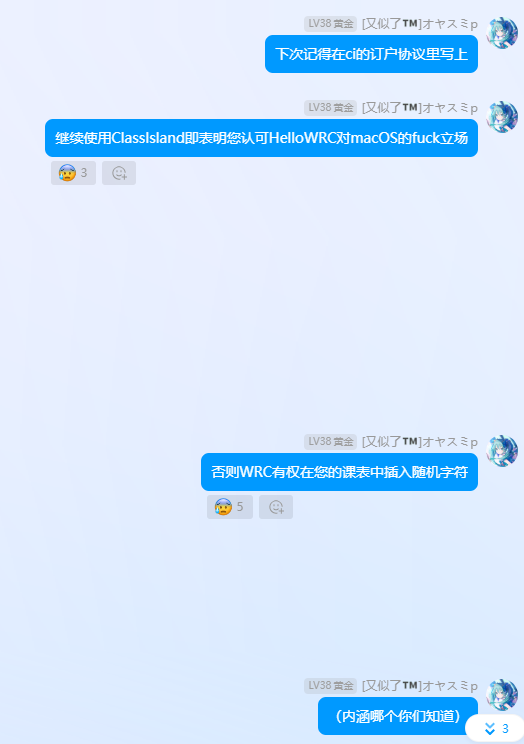 LV38 黄金 [又似了™]オヤスミp
下次记得在ci的订户协议里写上
LV38 黄金 [又似了™]オヤスミp
继续使用ClassIsland即表明您认可HelloWRC对macOS的fuck立场
3
LV38 黄金 [又似了™]オヤスミp
否则WRC有权在您的课表中插入随机字符
5
LV38 黄金 [又似了™]オヤスミp
（内涵哪个你们知道）
3